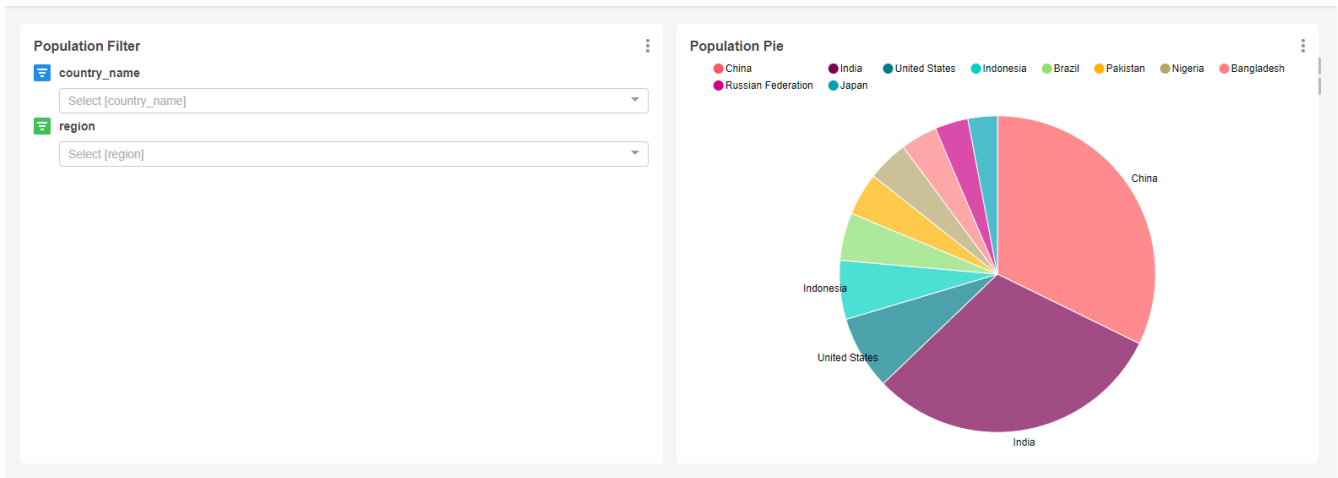 Population Filter
country_name
Select [country_name]
region
Select [region]
Population Pie
China India United States Indonesia Brazil Pakistan Nigeria Bangladesh
Russian Federation Japan
China
Indonesia
United States
India